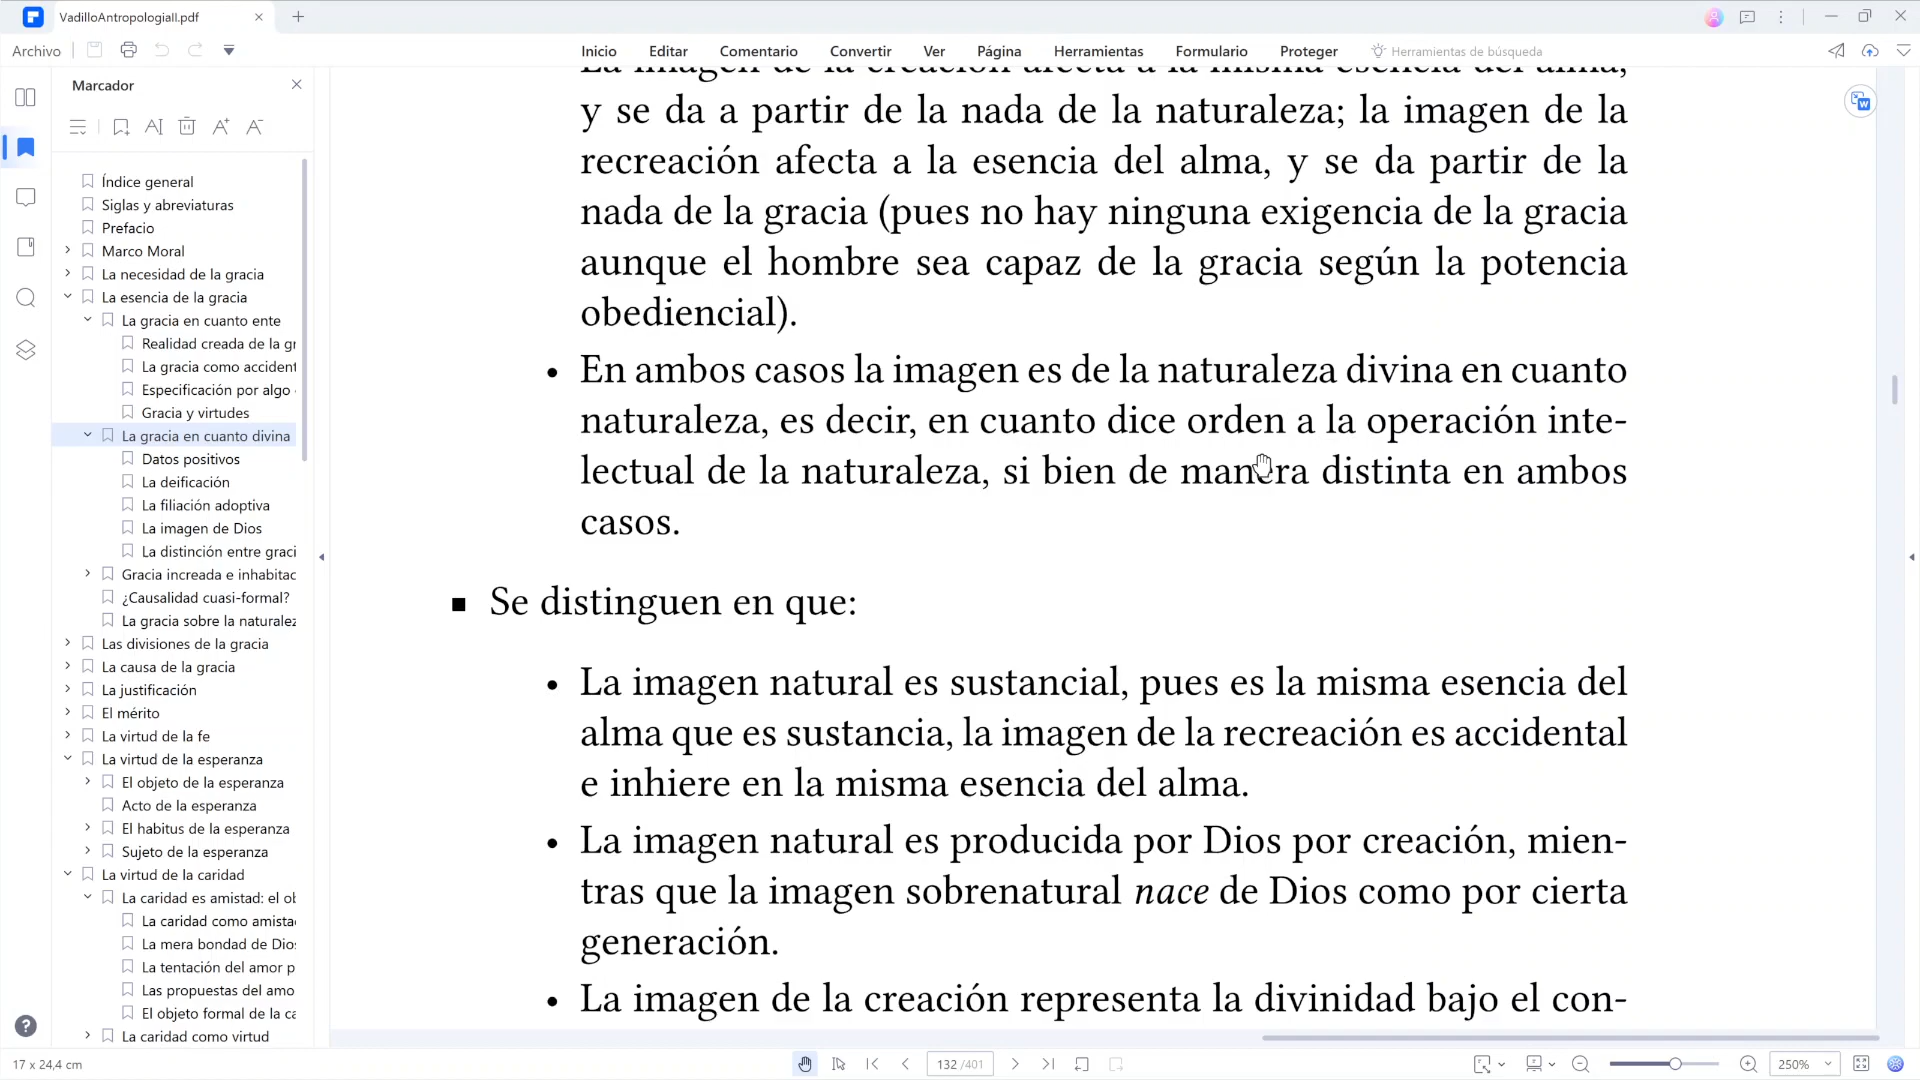 VadilloAntropologiaII.pdf
Archivo
Inicio
Editar
Comentario
Convertir
Ver
Página
Herramientas
Formulario
Proteger
Herramientas de búsqueda
Marcador
Índice general
Siglas y abreviaturas
Prefacio
Marco Moral
La necesidad de la gracia
La esencia de la gracia
La gracia en cuanto ente
Realidad creada de la gr
La gracia como accident
Especificación por algo
Gracia y virtudes
La gracia en cuanto divina
Datos positivos
La deificación
La filiación adoptiva
La imagen de Dios
La distinción entre graci
Gracia increada e inhabitac
¿Causalidad cuasi-formal?
La gracia sobre la naturalez
Las divisiones de la gracia
La causa de la gracia
La justificación
El mérito
La virtud de la fe
La virtud de la esperanza
El objeto de la esperanza
Acto de la esperanza
El habitus de la esperanza
Sujeto de la esperanza
La virtud de la caridad
La caridad es amistad: el ob
La caridad como amista
La mera bondad de Dio
La tentación del amor p
Las propuestas del amo
El objeto formal de la ca
La caridad como virtud
La imagen de la creación afecta a la misma esencia del alma,
y se da a partir de la nada de la naturaleza; la imagen de la
recreación afecta a la esencia del alma, y se da partir de la
nada de la gracia (pues no hay ninguna exigencia de la gracia
aunque el hombre sea capaz de la gracia según la potencia
obediencial).
• En ambos casos la imagen es de la naturaleza divina en cuanto
naturaleza, es decir, en cuanto dice orden a la operación inte-
lectual de la naturaleza, si bien de manera distinta en ambos
casos.
▪ Se distinguen en que:
• La imagen natural es sustancial, pues es la misma esencia del
alma que es sustancia, la imagen de la recreación es accidental
e inhiere en la misma esencia del alma.
• La imagen natural es producida por Dios por creación, mien-
tras que la imagen sobrenatural nace de Dios como por cierta
generación.
• La imagen de la creación representa la divinidad bajo el con-
17 x 24,4 cm
132 /401
250%